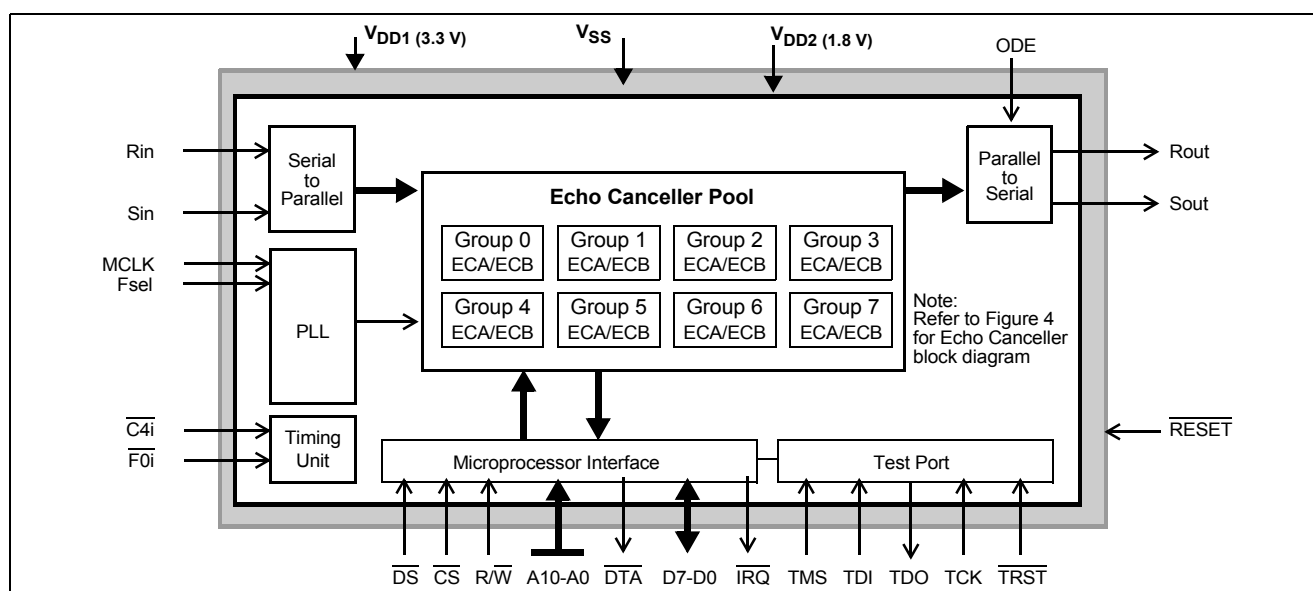 VDD1 (3.3 V)
VSS
VDD2 (1.8 V)
ODE
Rin
Sin
Serial
to
Parallel
Echo Canceller Pool
Group 0
ECA/ECB
Group 1
ECA/ECB
Group 2
ECA/ECB
Group 3
ECA/ECB
Group 4
ECA/ECB
Group 5
ECA/ECB
Group 6
ECA/ECB
Group 7
ECA/ECB
Parallel
to
Serial
Rout
Sout
MCLK
Fsel
PLL
Note:
Refer to Figure 4
for Echo Canceller
block diagram
C4i
F0i
Timing
Unit
Microprocessor Interface
Test Port
RESET
DS
CS
R/W
A10-A0
DTA
D7-D0
IRQ
TMS
TDI
TDO
TCK
TRST